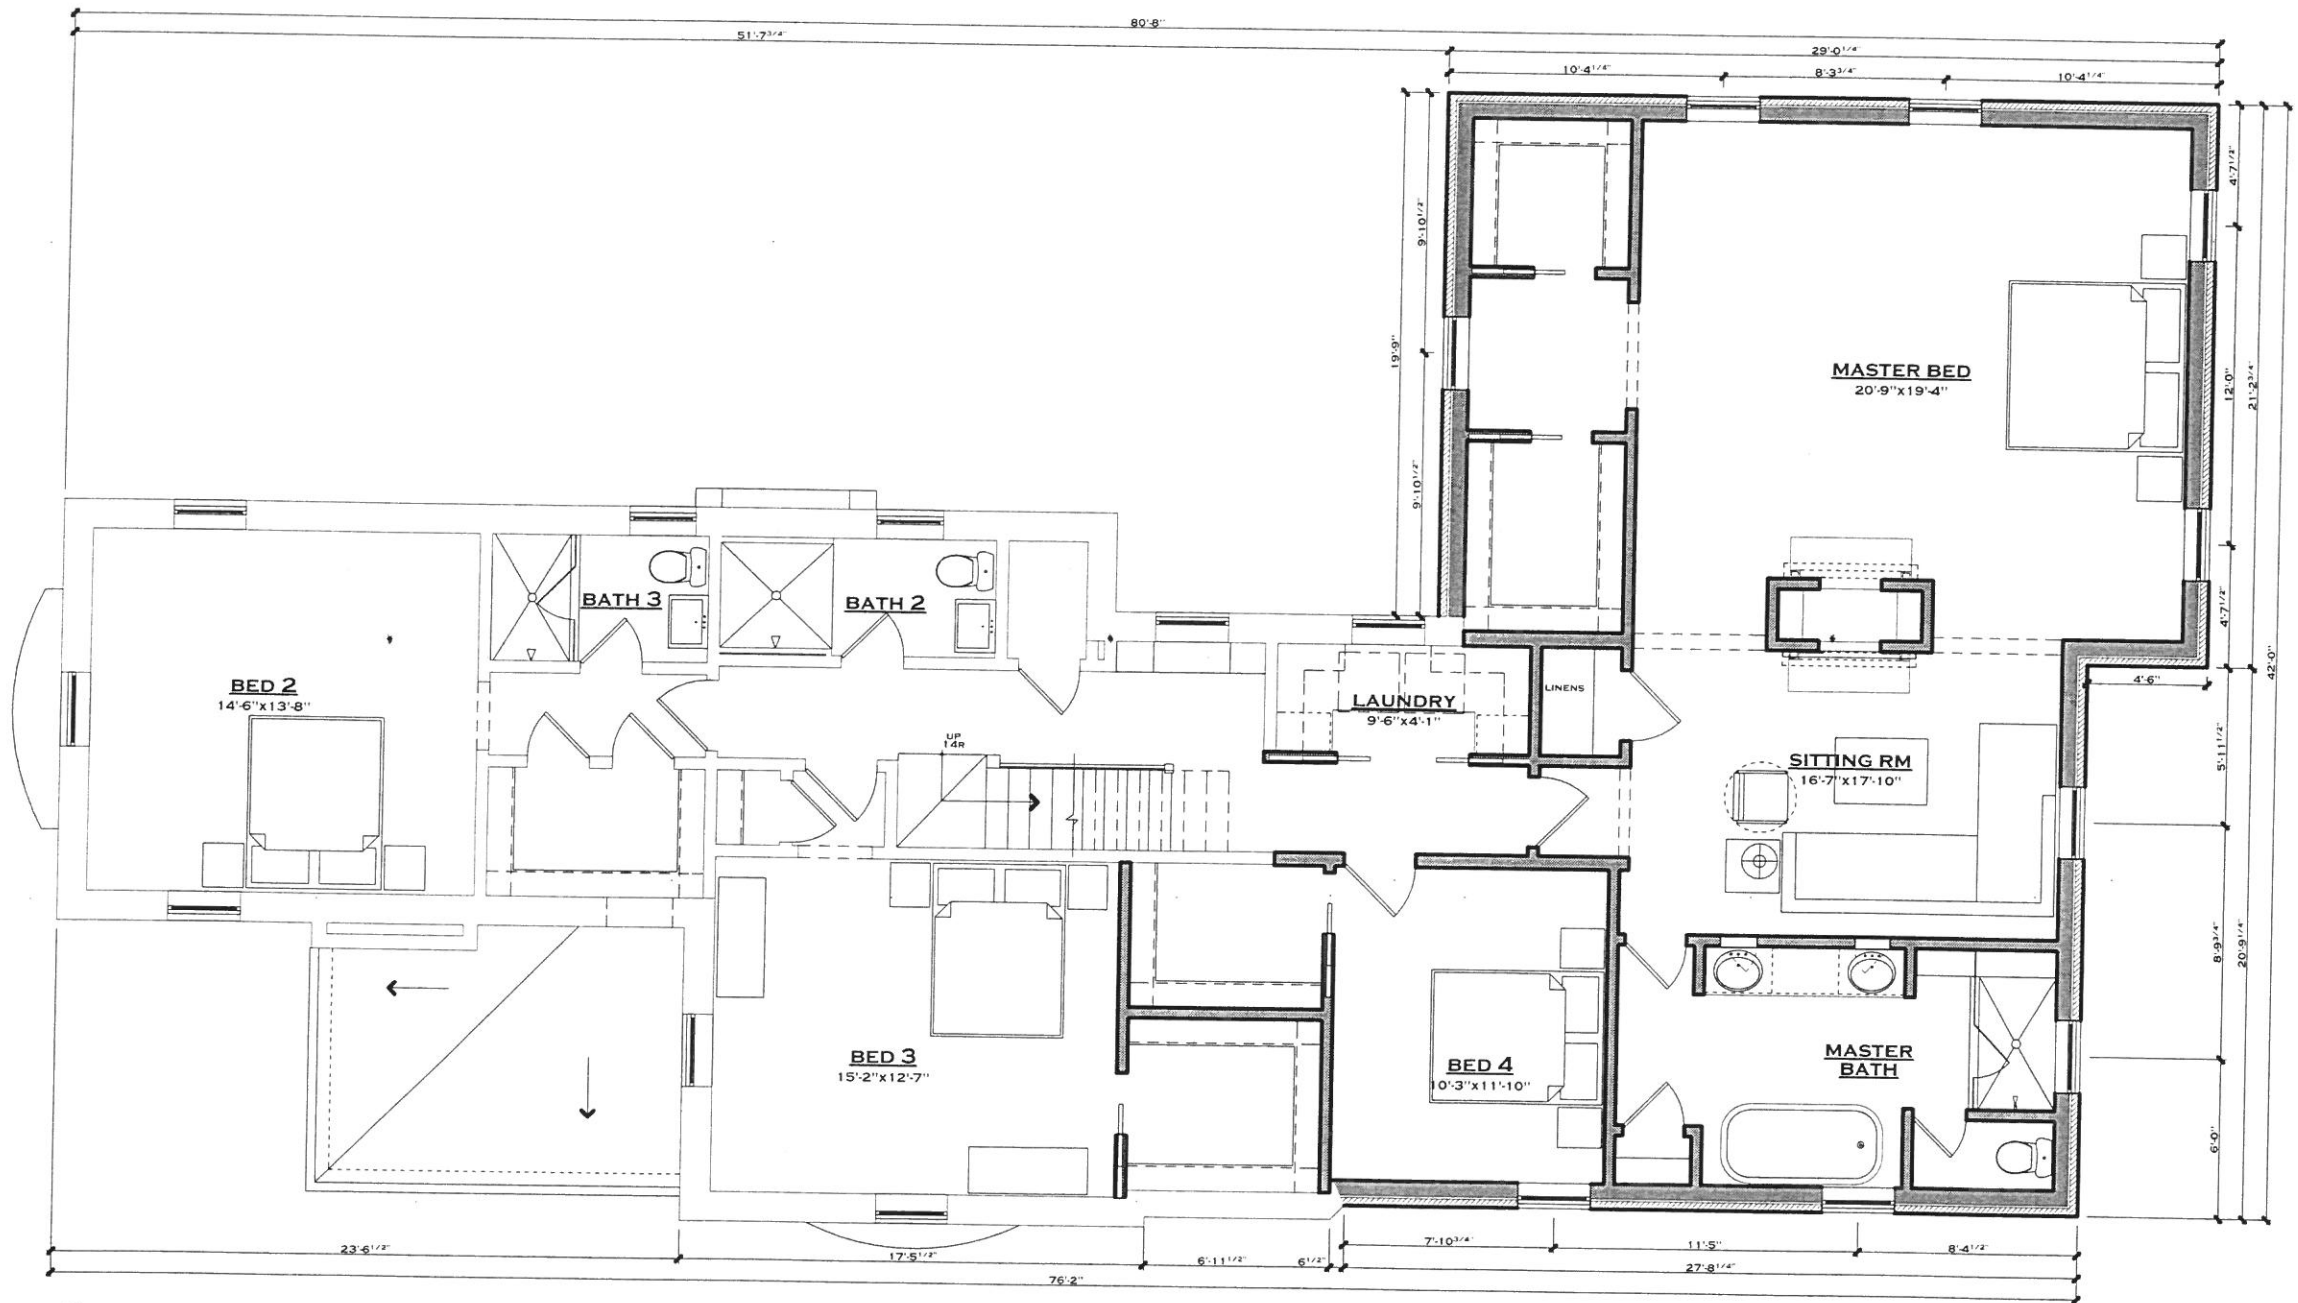 80'-8"
51'-7 3/4"
29'-0 1/4"
10'-4 1/4"
8'-3 3/4"
10'-4 1/4"
4'-7 1/2"
9'-10 1/2"
19'-9"
MASTER BED
20'-9"x19'-4"
12'-0"
21'-2 3/4"
9'-10 1/2"
BATH 3
BATH 2
4'-7 1/2"
42'-0"
BED 2
14'-6"x13'-8"
LAUNDRY
9'-6"x4'-1"
LINENS
4'-6"
UP
14R
SITTING RM
16'-7"x17'-10"
5'-11 1/2"
8'-9 3/4"
20'-9 1/4"
BED 3
15'-2"x12'-7"
BED 4
10'-3"x11'-10"
MASTER
BATH
6'-0"
23'-6 1/2"
17'-5 1/2"
6'-11 1/2"
6 1/2"
7'-10 3/4"
11'-5"
8'-4 1/2"
27'-8 1/4"
76'-2"